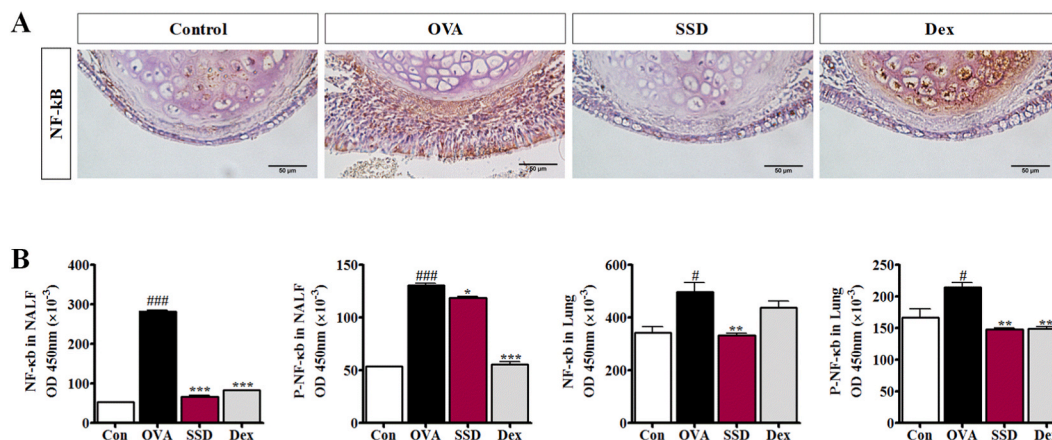 A
Control
OVA
SSD
Dex
NF-kB
50 μm
50 μm
50 μm
50 μm
B
NF-κb in NALF
OD 450nm (×10⁻³)
400
300
200
100
0
###
***
***
Con OVA SSD Dex
P-NF-κb in NALF
OD 450nm (×10⁻³)
150
100
50
0
###
*
***
Con OVA SSD Dex
NF-κb in Lung
OD 450nm (×10⁻³)
600
400
200
0
#
**
Con OVA SSD Dex
P-NF-κb in Lung
OD 450nm (×10⁻³)
250
200
150
100
50
0
#
**
**
Con OVA SSD Dex